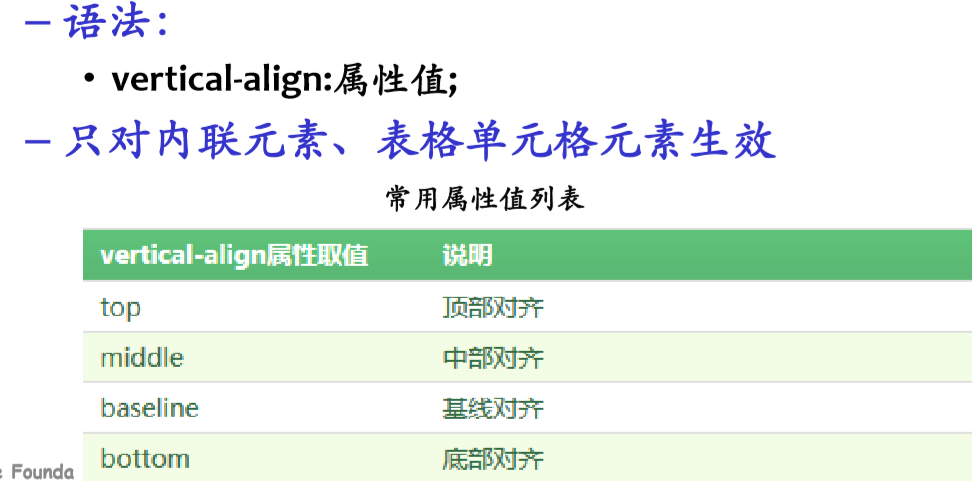 – 语法：
• vertical-align:属性值;
– 只对内联元素、表格单元格元素生效
常用属性值列表
vertical-align属性取值 说明
top 顶部对齐
middle 中部对齐
baseline 基线对齐
bottom 底部对齐
Founda